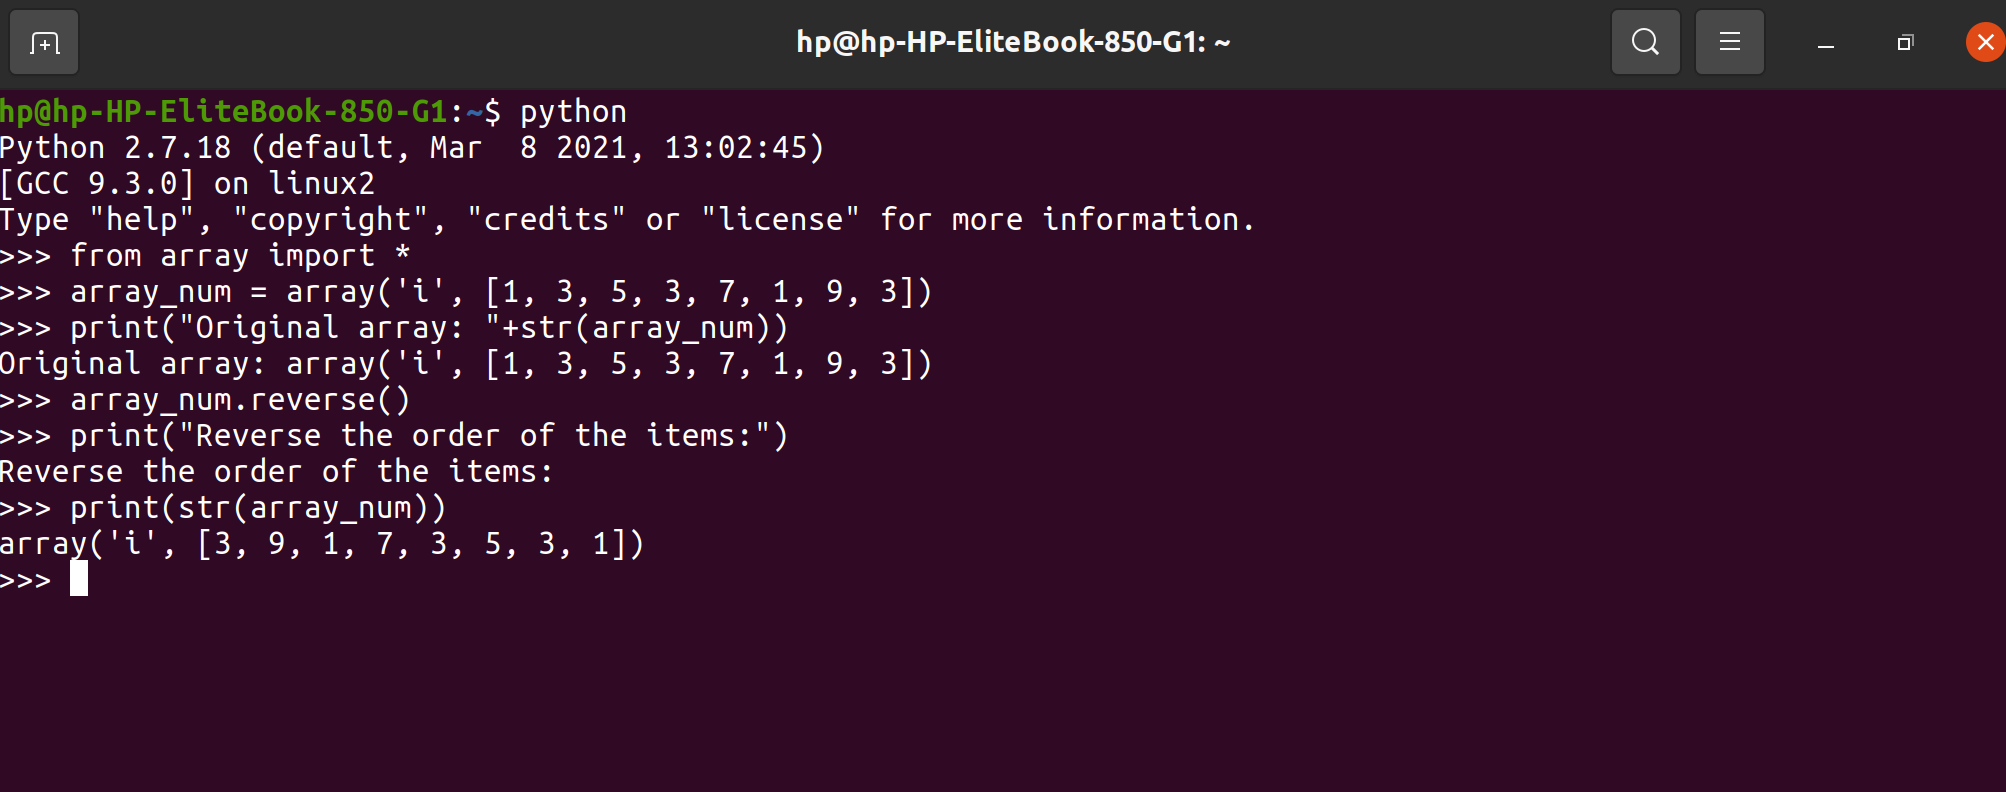 hp@hp-HP-EliteBook-850-G1: ~
hp@hp-HP-EliteBook-850-G1:~$ python
Python 2.7.18 (default, Mar  8 2021, 13:02:45)
[GCC 9.3.0] on linux2
Type "help", "copyright", "credits" or "license" for more information.
>>> from array import *
>>> array_num = array('i', [1, 3, 5, 3, 7, 1, 9, 3])
>>> print("Original array: "+str(array_num))
Original array: array('i', [1, 3, 5, 3, 7, 1, 9, 3])
>>> array_num.reverse()
>>> print("Reverse the order of the items:")
Reverse the order of the items:
>>> print(str(array_num))
array('i', [3, 9, 1, 7, 3, 5, 3, 1])
>>>